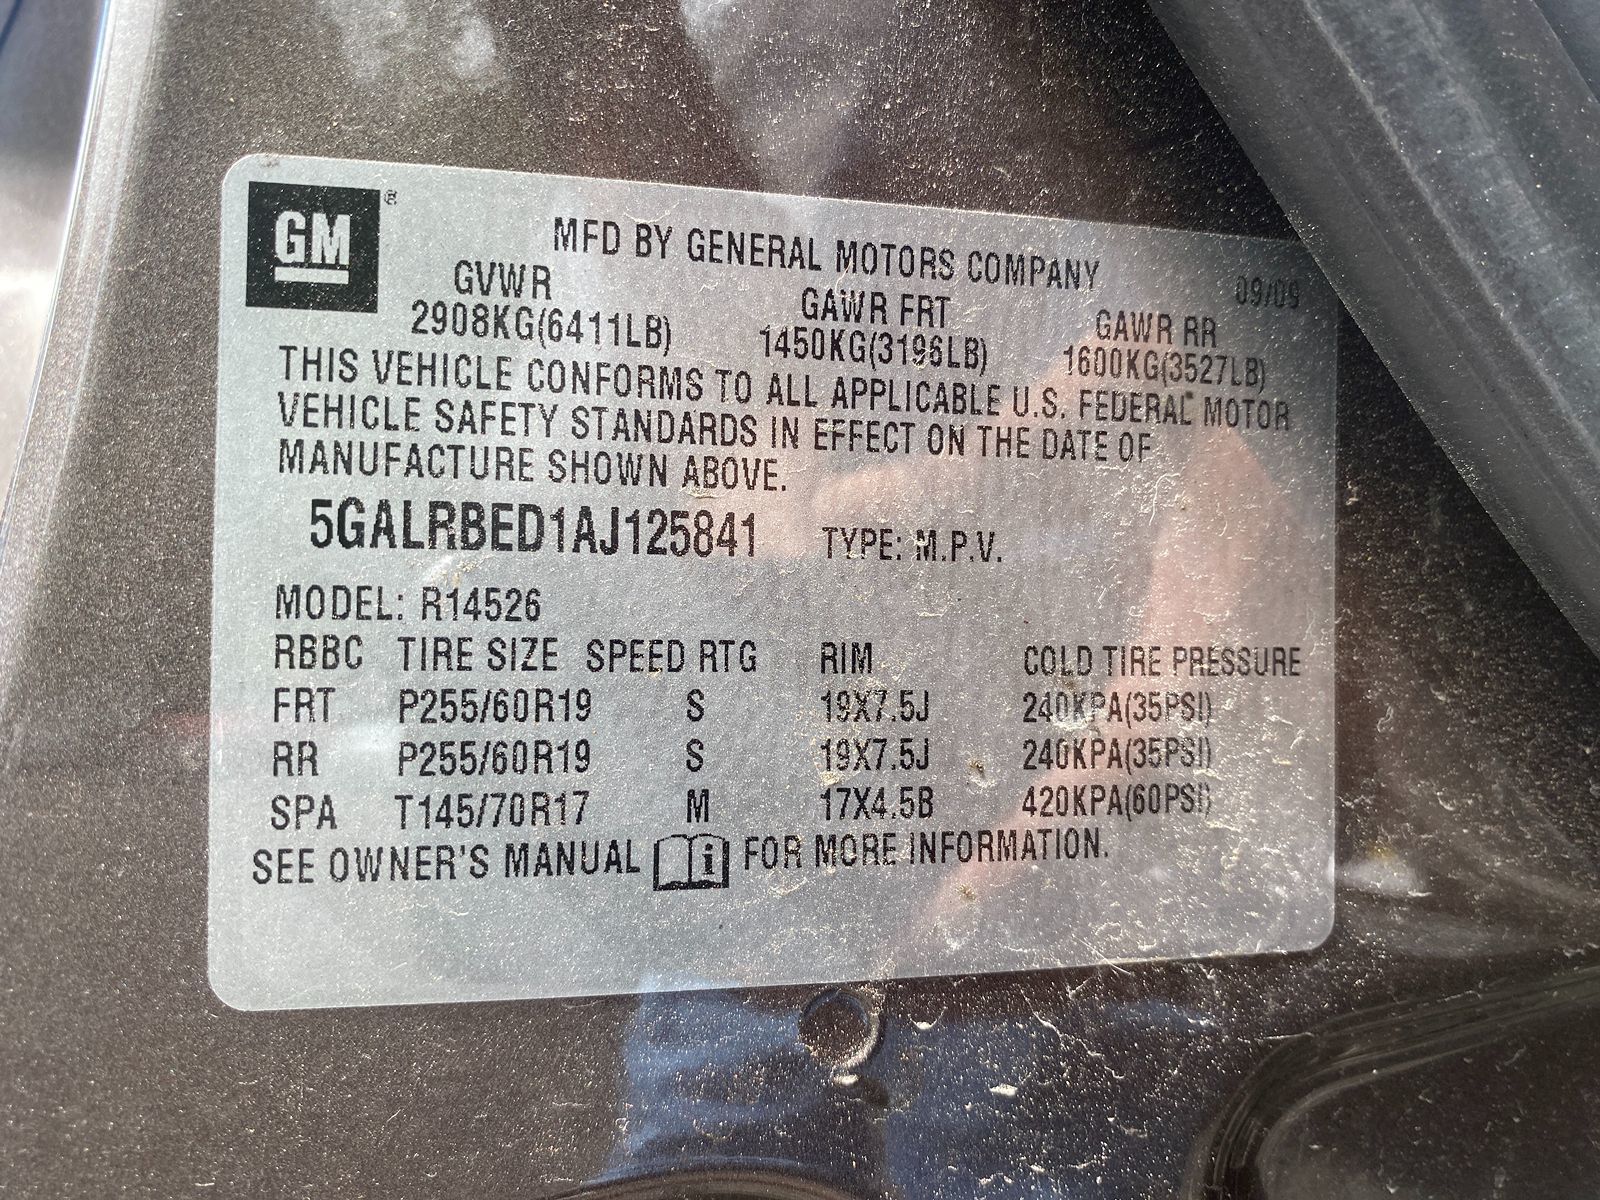 GM ®
MFD BY GENERAL MOTORS COMPANY
09/09
GVWR GAWR FRT GAWR RR
2908KG(6411LB) 1450KG(3196LB) 1600KG(3527LB)
THIS VEHICLE CONFORMS TO ALL APPLICABLE U.S. FEDERAL MOTOR
VEHICLE SAFETY STANDARDS IN EFFECT ON THE DATE OF
MANUFACTURE SHOWN ABOVE.
5GALRBED1AJ125841 TYPE: M.P.V.
MODEL: R14526
RBBC TIRE SIZE SPEED RTG RIM COLD TIRE PRESSURE
FRT P255/60R19 S 19X7.5J 240KPA(35PSI)
RR P255/60R19 S 19X7.5J 240KPA(35PSI)
SPA T145/70R17 M 17X4.5B 420KPA(60PSI)
SEE OWNER'S MANUAL i FOR MORE INFORMATION.